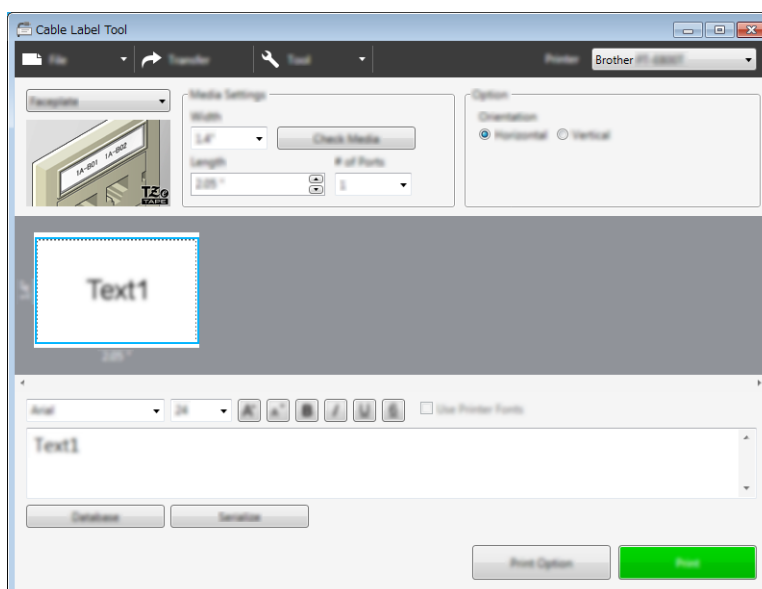 Cable Label Tool
File
Transfer
Tool
Printer
Brother
Faceplate
Media Settings
Width
1.4"
Check Media
Length
2.05 "
# of Ports
1
Option
Orientation
Horizontal
Vertical
1A-B01 1A-B02
TZe
TAPE
Text1
2.05 "
Arial
24
Use Printer Fonts
Text1
Database
Serialize
Print Option
Print